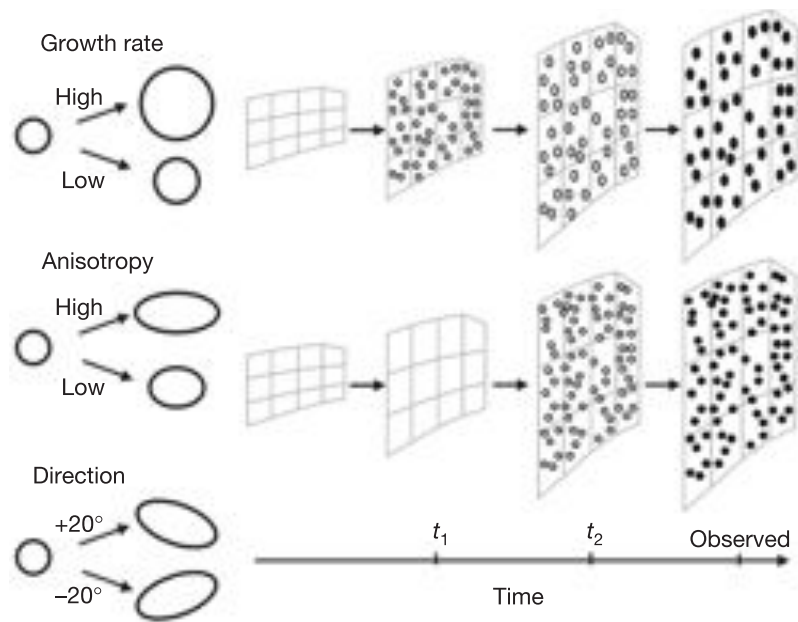 Growth rate
High
Low
Anisotropy
High
Low
Direction
+20°
–20°
t1
t2
Observed
Time